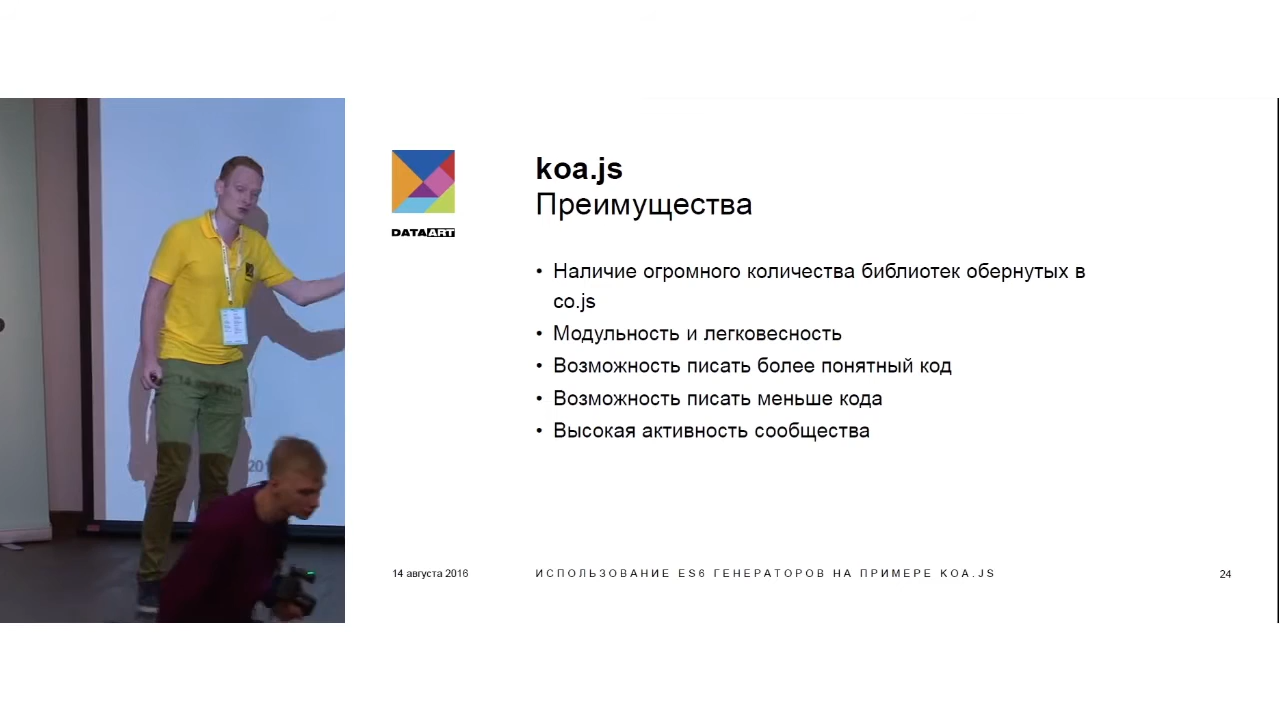 koa.js
Преимущества
DATAART
• Наличие огромного количества библиотек обернутых в
co.js
• Модульность и легковесность
• Возможность писать более понятный код
• Возможность писать меньше кода
• Высокая активность сообщества
14 августа 2016
ИСПОЛЬЗОВАНИЕ ES6 ГЕНЕРАТОРОВ НА ПРИМЕРЕ KOA.JS
24